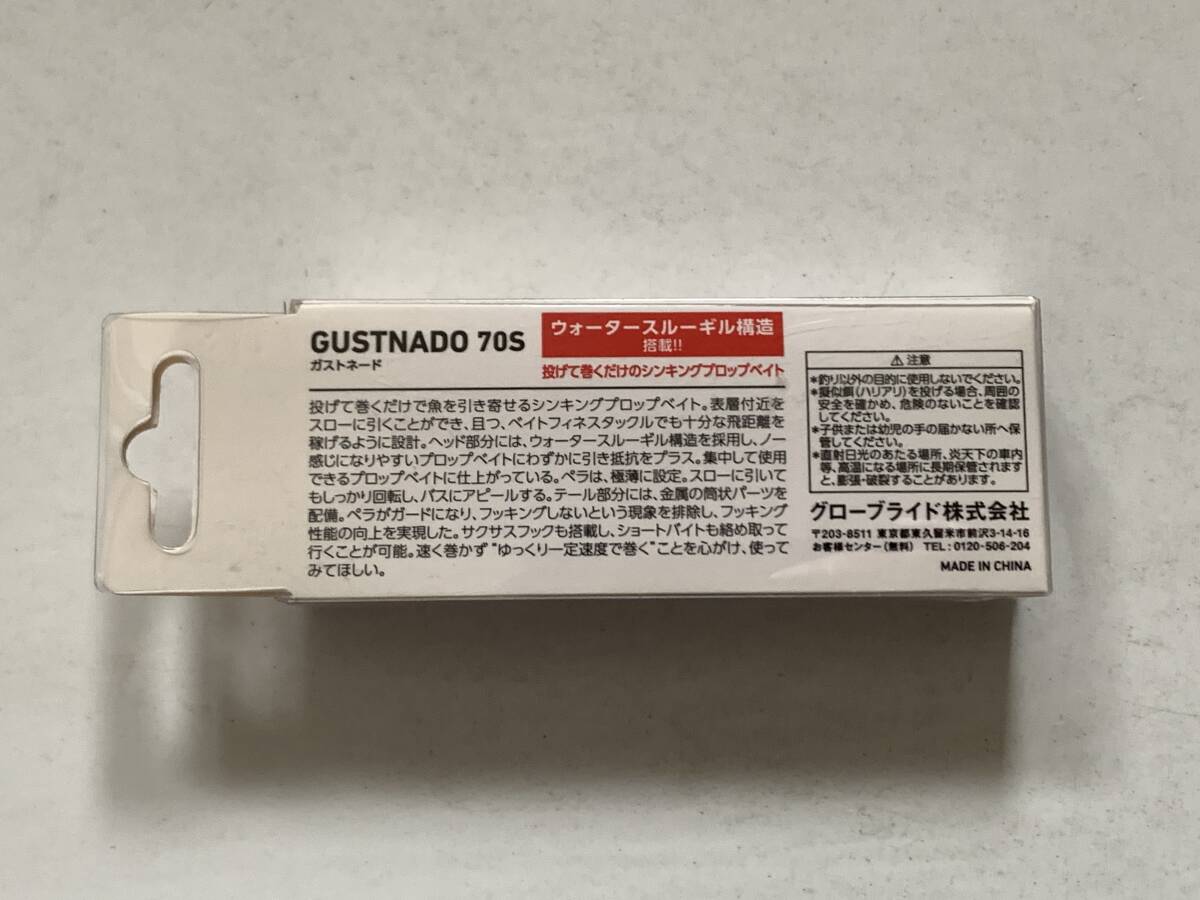 GUSTNADO 70S
ガストネード
ウォータースルーギル構造
搭載!!
投げて巻くだけのシンキングプロップベイト
投げて巻くだけで魚を引き寄せるシンキングプロップベイト。表層付近を
スローに引くことができ、且つ、ベイトフィネスタックルでも十分な飛距離を
稼げるように設計。ヘッド部分には、ウォータースルーギル構造を採用し、ノー
感じになりやすいプロップベイトにわずかに引き抵抗をプラス。集中して使用
できるプロップベイトに仕上がっている。ペラは、極薄に設定。スローに引いて
もしっかり回転し、バスにアピールする。テール部分には、金属の筒状パーツを
配備。ペラがガードになり、フッキングしないという現象を排除し、フッキング
性能の向上を実現した。サクサスフックも搭載し、ショートバイトも絡め取って
行くことが可能。速く巻かず"ゆっくり一定速度で巻く"ことを心がけ、使って
みてほしい。
⚠注意
*釣り以外の目的に使用しないでください。
*擬似餌(ハリアリ)を投げる場合、周囲の
安全を確かめ、危険のないことを確認
してください。
*子供または幼児の手の届かない所へ保
管してください。
*直射日光のあたる場所、炎天下の車内
等、高温になる場所に長期保管されます
と、膨張・破裂することがあります。
グローブライド株式会社
〒203-8511 東京都東久留米市前沢3-14-16
お客様センター(無料) TEL:0120-506-204
MADE IN CHINA